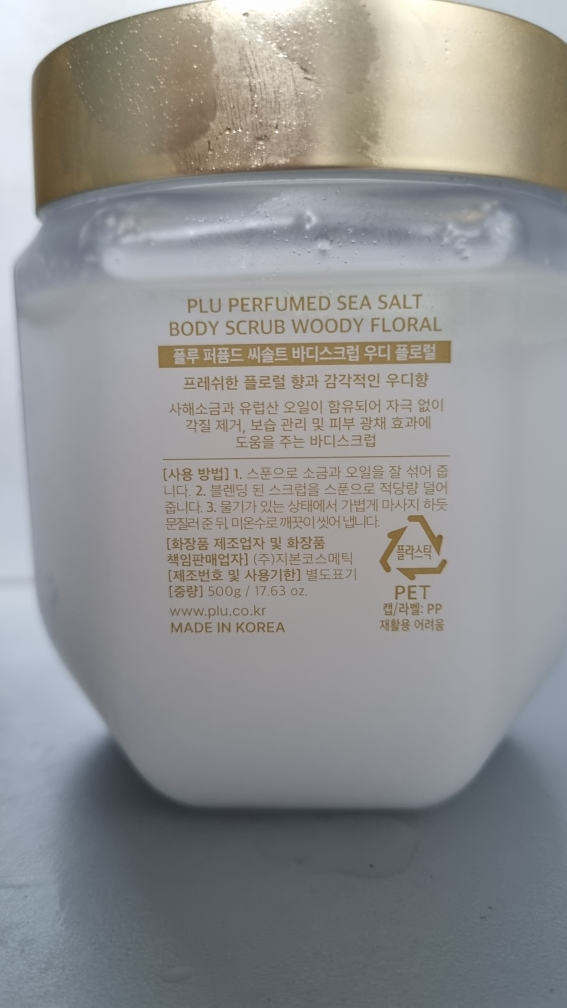 PLU PERFUMED SEA SALT
BODY SCRUB WOODY FLORAL
플루 퍼퓸드 씨솔트 바디스크럽 우디 플로럴
프레쉬한 플로럴 향과 감각적인 우디향
사해소금과 유럽산 오일이 함유되어 자극 없이
각질 제거, 보습 관리 및 피부 광채 효과에
도움을 주는 바디스크럽
[사용 방법] 1. 스푼으로 소금과 오일을 잘 섞어 줍
니다. 2. 블렌딩 된 스크럽을 스푼으로 적당량 덜어
줍니다. 3. 물기가 있는 상태에서 가볍게 마사지 하듯
문질러 준 뒤, 미온수로 깨끗이 씻어 냅니다.
[화장품 제조업자 및 화장품
책임판매업자] (주)지본코스메틱
[제조번호 및 사용기한] 별도표기
[중량] 500g / 17.63 oz.
www.plu.co.kr
MADE IN KOREA
플라스틱
PET
캡/라벨: PP
재활용 어려움